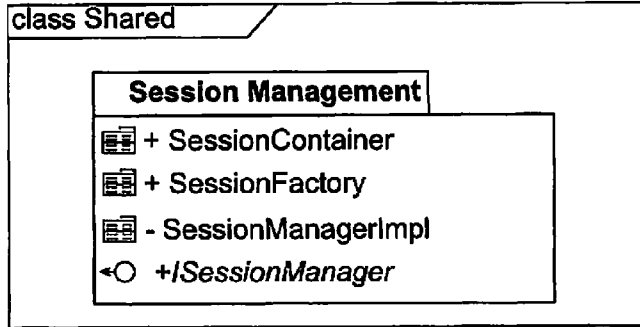 class Shared
Session Management
+ SessionContainer
+ SessionFactory
- SessionManagerImpl
+ISessionManager